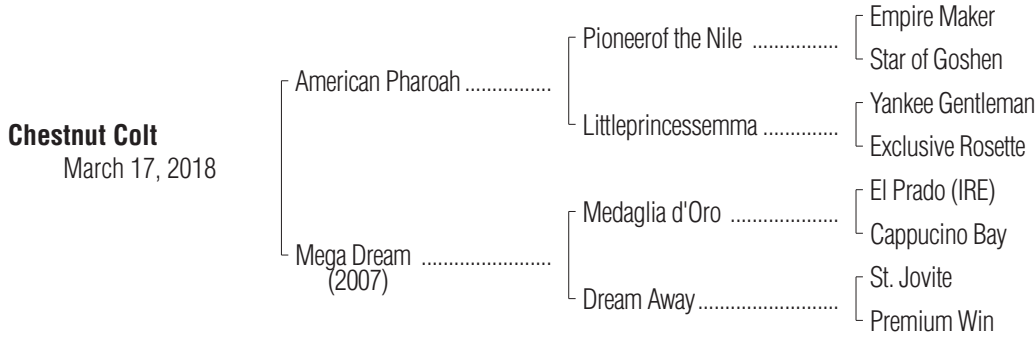 Empire Maker
Pioneerof the Nile ................
Star of Goshen
American Pharoah ................
Yankee Gentleman
Littleprincessemma ..............
Exclusive Rosette
Chestnut Colt
March 17, 2018
El Prado (IRE)
Medaglia d'Oro ....................
Cappucino Bay
Mega Dream ........................
(2007)
St. Jovite
Dream Away..........................
Premium Win